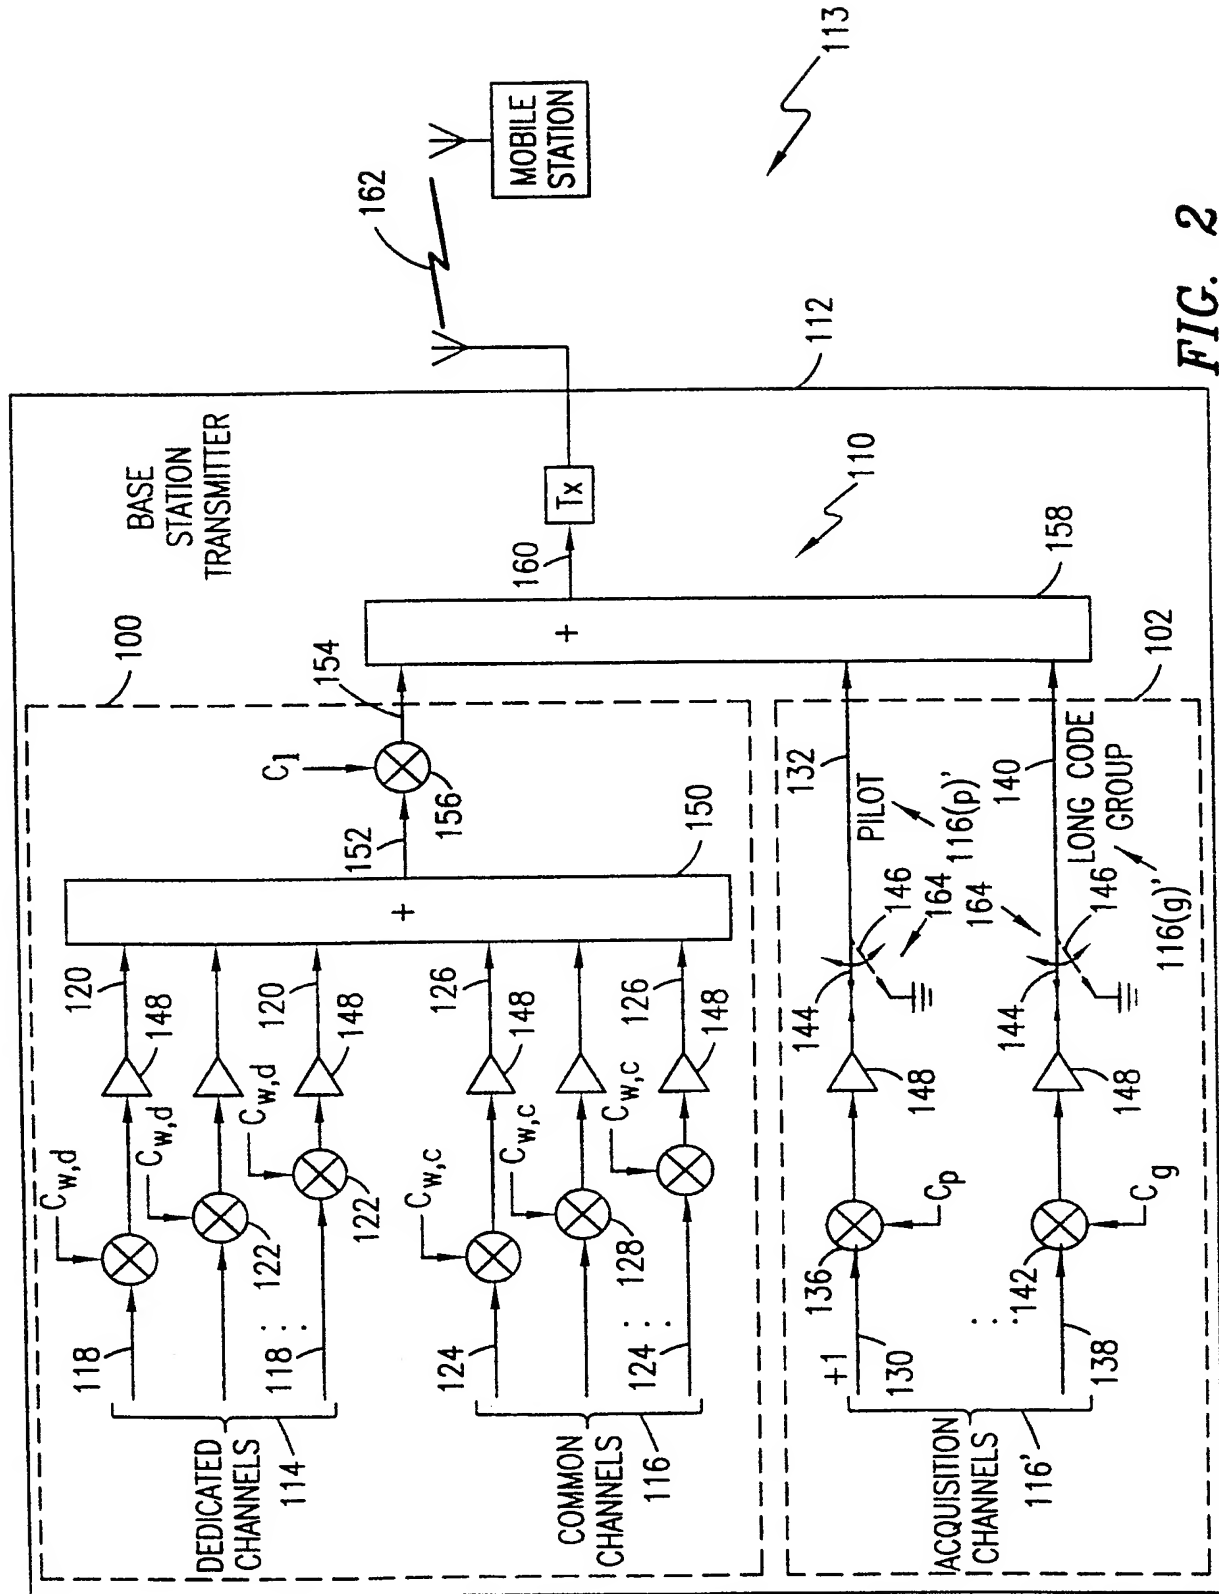 BASE
STATION
TRANSMITTER
100
154
C1
156
152
150
120
148
Cw,d
118
122
Cw,d
120
148
Cw,d
122
118
DEDICATED
CHANNELS
114
126
148
Cw,c
124
128
Cw,c
126
148
Cw,c
124
COMMON
CHANNELS
116
+
+
160
Tx
158
110
112
162
MOBILE
STATION
113
102
132
PILOT
116(p)'
144
146
164
148
136
Cp
+1
130
140
LONG CODE
GROUP
116(g)'
164
146
144
148
142
Cg
138
ACQUISITION
CHANNELS
116'
FIG. 2